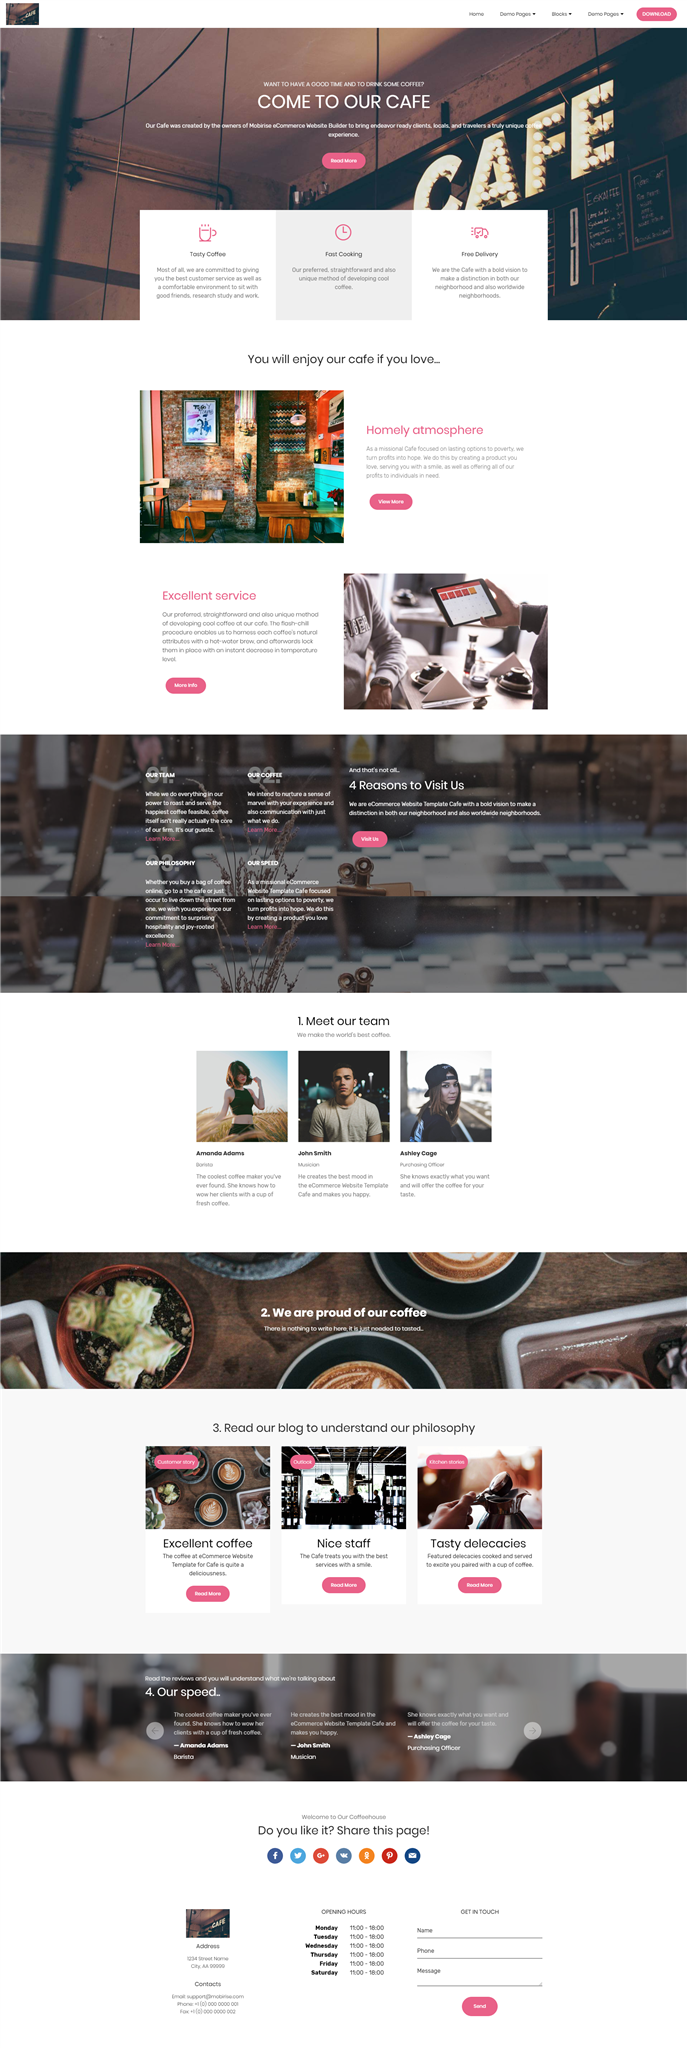 CAFE
Home
Demo Pages
Blocks
Demo Pages
DOWNLOAD
WANT TO HAVE A GOOD TIME AND TO DRINK SOME COFFEE?
COME TO OUR CAFE
Our Cafe was created by the owners of Mobirise eCommerce Website Builder to bring endeavor ready clients, locals, and travelers a truly unique coffee
experience.
Read More
CAFE
Tasty Coffee
Most of all, we are committed to giving
you the best customer service as well as
a comfortable environment to sit with
good friends, research study and work.
Fast Cooking
Our preferred, straightforward and also
unique method of developing cool
coffee.
Free Delivery
We are the Cafe with a bold vision to
make a distinction in both our
neighborhood and also worldwide
neighborhoods.
You will enjoy our cafe if you love...
Homely atmosphere
As a missional Cafe focused on lasting options to poverty, we
turn profits into hope. We do this by creating a product you
love, serving you with a smile, as well as offering all of our
profits to individuals in need.
View More
Excellent service
Our preferred, straightforward and also unique method
of developing cool coffee at our cafe. The flash-chill
procedure enables us to harness each coffee's natural
attributes with a hot-water brew, and afterwards lock
them in place with an instant decrease in temperature
level.
More Info
01.
OUR TEAM
While we do everything in our
power to roast and serve the
happiest coffee feasible, coffee
itself isn't really actually the core
of our firm. It's our guests.
Learn More...
02.
OUR COFFEE
We intend to nurture a sense of
marvel with your experience and
also communication with just
what we do.
Learn More...
OUR PHILOSOPHY
Whether you buy a bag of coffee
online, go to a the cafe or just
occur to live down the street from
one, we wish you experience our
commitment to surprising
hospitality and joy-rooted
excellence
Learn More...
OUR SPEED
As a missional eCommerce
Website Template Cafe focused
on lasting options to poverty, we
turn profits into hope. We do this
by creating a product you love
Learn More...
And that's not all...
4 Reasons to Visit Us
We are eCommerce Website Template Cafe with a bold vision to make a
distinction in both our neighborhood and also worldwide neighborhoods.
Visit Us
1. Meet our team
We make the world's best coffee.
Amanda Adams
Barista
The coolest coffee maker you've
ever found. She knows how to
wow her clients with a cup of
fresh coffee.
John Smith
Musician
He creates the best mood in
the eCommerce Website Template
Cafe and makes you happy.
Ashley Cage
Purchasing Officer
She knows exactly what you want
and will offer the coffee for your
taste.
2. We are proud of our coffee
There is nothing to write here, it is just needed to tasted...
3. Read our blog to understand our philosophy
Customer story
Excellent coffee
The coffee at eCommerce Website
Template for Cafe is quite a
deliciousness.
Read More
Outlook
Nice staff
The Cafe treats you with the best
services with a smile.
Read More
Kitchen stories
Tasty delecacies
Featured delecacies cooked and served
to excite you paired with a cup of coffee.
Read More
Read the reviews and you will understand what we're talking about
4. Our speed..
The coolest coffee maker you've ever
found. She knows how to wow her
clients with a cup of fresh coffee.
— Amanda Adams
Barista
He creates the best mood in the
eCommerce Website Template Cafe and
makes you happy.
— John Smith
Musician
She knows exactly what you want and
will offer the coffee for your taste.
— Ashley Cage
Purchasing Officer
Welcome to Our Coffeehouse
Do you like it? Share this page!
CAFE
Address
1234 Street Name
City, AA 99999
Contacts
Email: support@mobirise.com
Phone: +1 (0) 000 0000 001
Fax: +1 (0) 000 0000 002
OPENING HOURS
Monday 11:00 - 18:00
Tuesday 11:00 - 18:00
Wednesday 11:00 - 18:00
Thursday 11:00 - 18:00
Friday 11:00 - 18:00
Saturday 11:00 - 18:00
GET IN TOUCH
Name
Phone
Message
Send